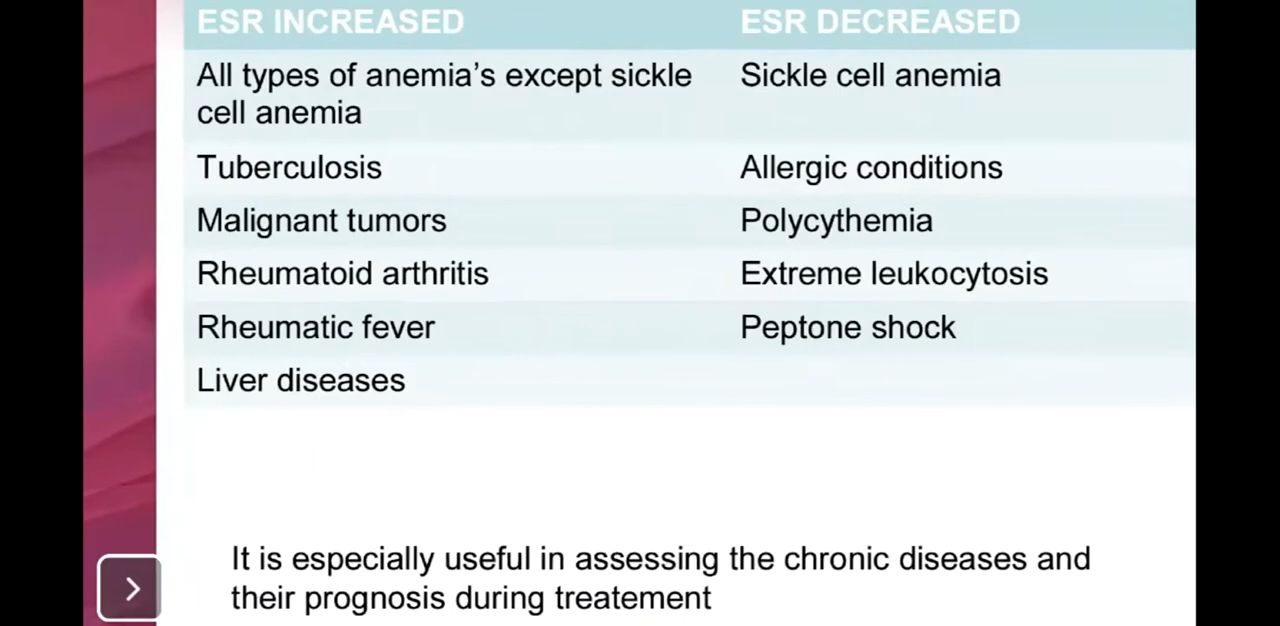 ESR INCREASED ESR DECREASED
All types of anemia’s except sickle Sickle cell anemia
cell anemia
Tuberculosis Allergic conditions
Malignant tumors Polycythemia
Rheumatoid arthritis Extreme leukocytosis
Rheumatic fever Peptone shock
Liver diseases
It is especially useful in assessing the chronic diseases and
their prognosis during treatement